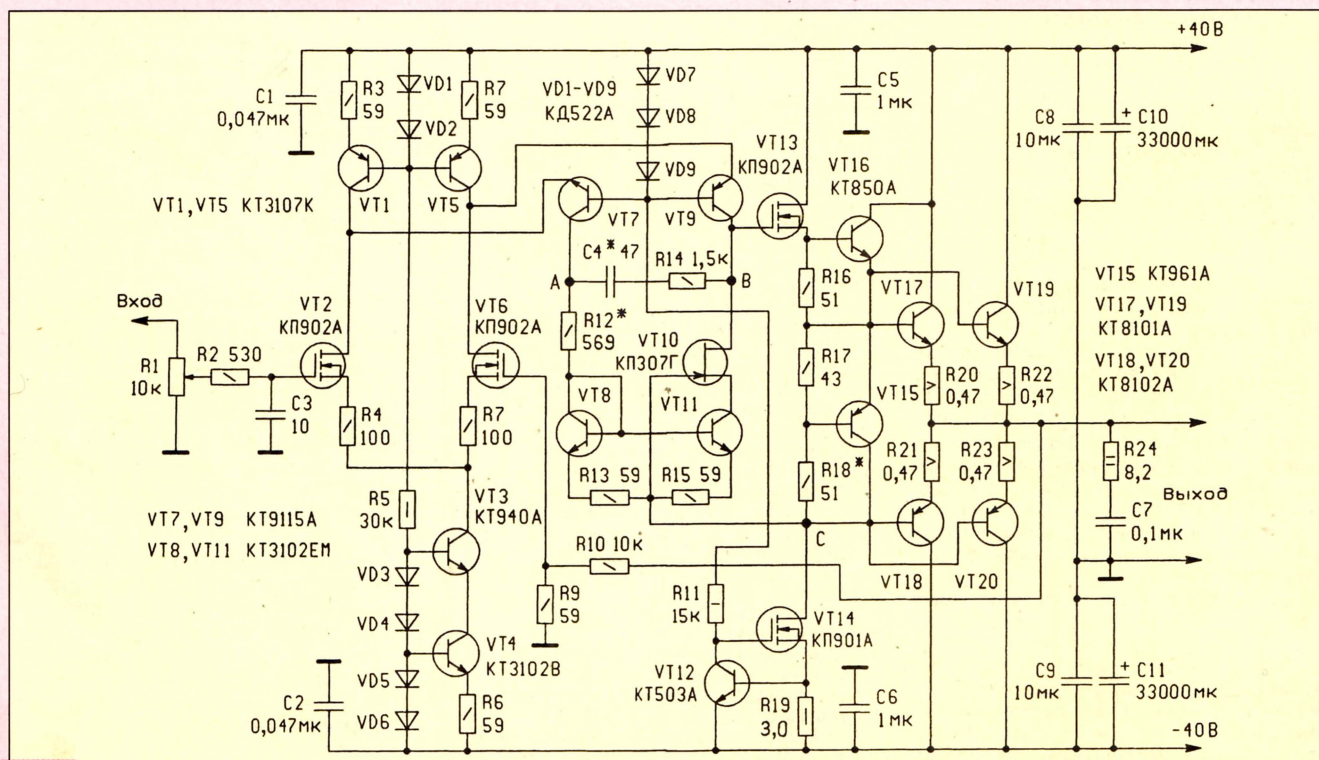 +40В
C1
0,047мк
R3
59
VD1
VD2
R7
59
VD1-VD9
КД522А
VD7
VD8
VD9
C5
1мк
C8
10мк
+
C10
33000мк
VT13
КП902А
VT16
КТ850А
VT1
VT5
VT7
VT9
VT1,VT5 КТ3107К
C4* 47
R14 1,5к
A
B
R16
51
VT17
VT19
VT15 КТ961А
VT17,VT19
КТ8101А
VT18,VT20
КТ8102А
Вход
R1
10к
R2 530
C3
10
VT2
КП902А
VT6
КП902А
R4
100
R7
100
R12*
569
VT10
КП307Г
VT8
VT11
R17
43
VT15
R20
0,47
R22
0,47
R21
0,47
R23
0,47
R24
8,2
Выход
C7
0,1мк
R13 59
R15 59
R18*
51
C
VT7,VT9 КТ9115А
VT8,VT11 КТ3102ЕМ
R5
30к
VT3
КТ940А
VD3
VD4
VD5
VD6
R10 10к
R9
59
R11
15к
VT14
КП901А
VT18
VT20
VT4
КТ3102В
VT12
КТ503А
R19
3,0
R6
59
C2
0,047мк
C6
1мк
C9
10мк
+
C11
33000мк
-40В